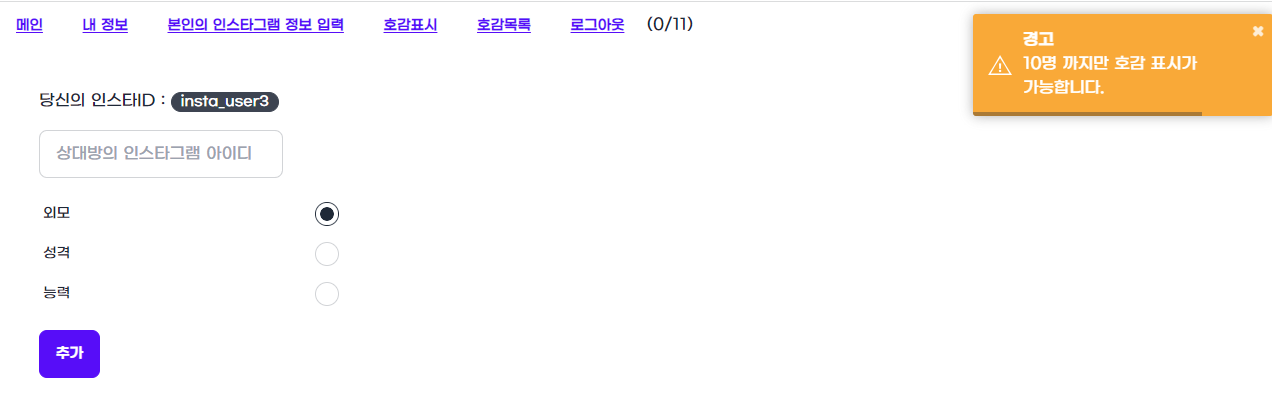 메인 내 정보 본인의 인스타그램 정보 입력 호감표시 호감목록 로그아웃 (0/11)
경고
10명 까지만 호감 표시가
가능합니다.
당신의 인스타ID : insta_user3
상대방의 인스타그램 아이디
외모
성격
능력
추가